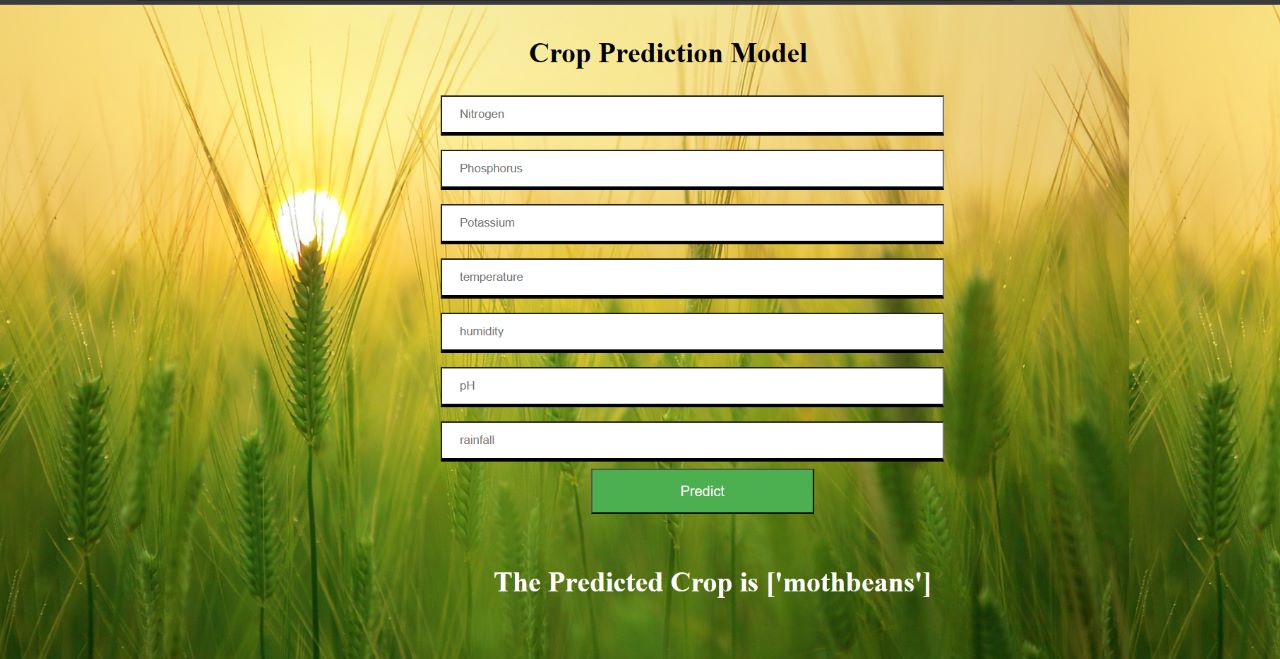 Crop Prediction Model
Nitrogen
Phosphorus
Potassium
temperature
humidity
pH
rainfall
Predict
The Predicted Crop is ['mothbeans']